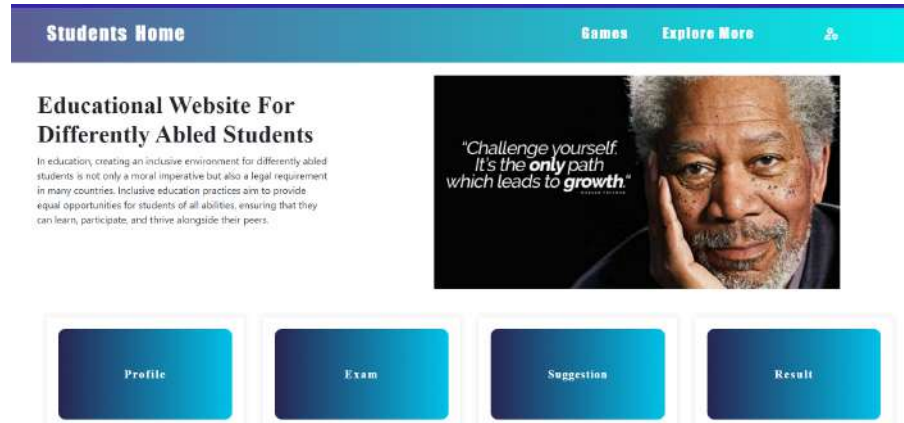 Students Home
Games
Explore More
Educational Website For
Differently Abled Students
In education, creating an inclusive environment for differently abled
students is not only a moral imperative but also a legal requirement
in many countries. Inclusive education practices aim to provide
equal opportunities for students of all abilities, ensuring that they
can learn, participate, and thrive alongside their peers.
“Challenge yourself.
It's the only path
which leads to growth.“
MORGAN FREEMAN
Profile
Exam
Suggestion
Result